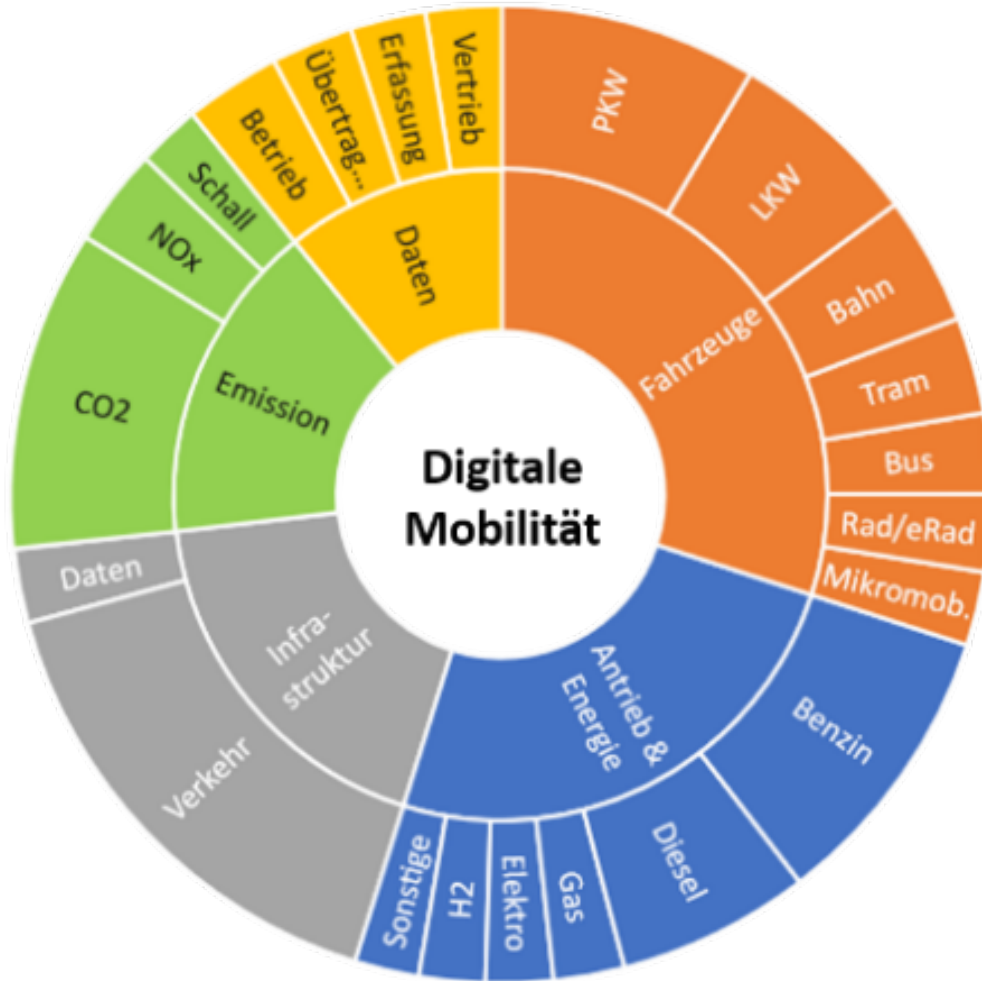 Digitale
Mobilität
Fahrzeuge
PKW
LKW
Bahn
Tram
Bus
Rad/eRad
Mikromob.
Antrieb &
Energie
Benzin
Diesel
Gas
Elektro
H2
Sonstige
Infra-
struktur
Verkehr
Daten
Emission
CO2
NOx
Schall
Daten
Betrieb
Übertrag...
Erfassung
Vertrieb